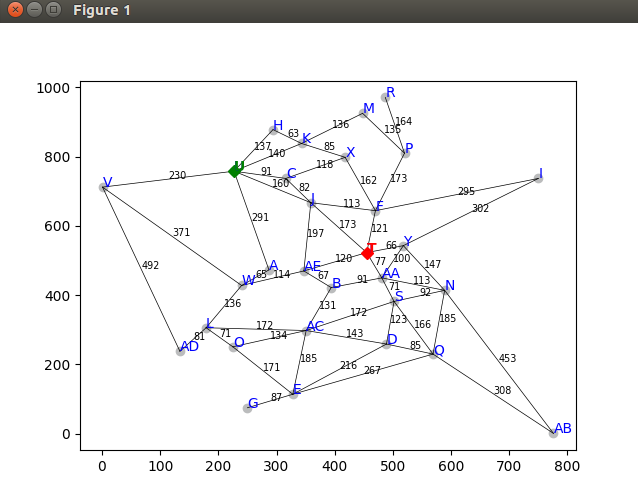 Figure 1
1000
R
M
164
136
H
135
63
K
137
85
P
140
X
800
118
U
91
C
230
173
I
V
160
82
162
295
J
113
F
302
291
173
600
121
371
197
T
66
Y
120
77
100
492
A
AE
147
65
114
67
AA
W
B
91
113
N
400
71
92
S
136
131
172
185
L
172
AC
123
166
81
71
134
143
AD
O
D
85
Q
453
200
185
171
216
267
E
87
308
G
0
AB
0
100
200
300
400
500
600
700
800